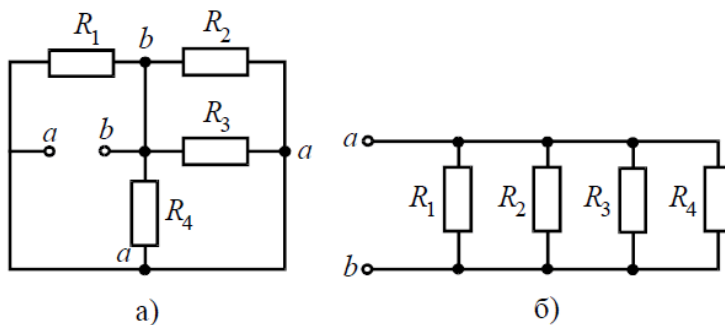 R1 b R2
a b R3 a
R4
a
а)
a
R1 R2 R3 R4
b
б)